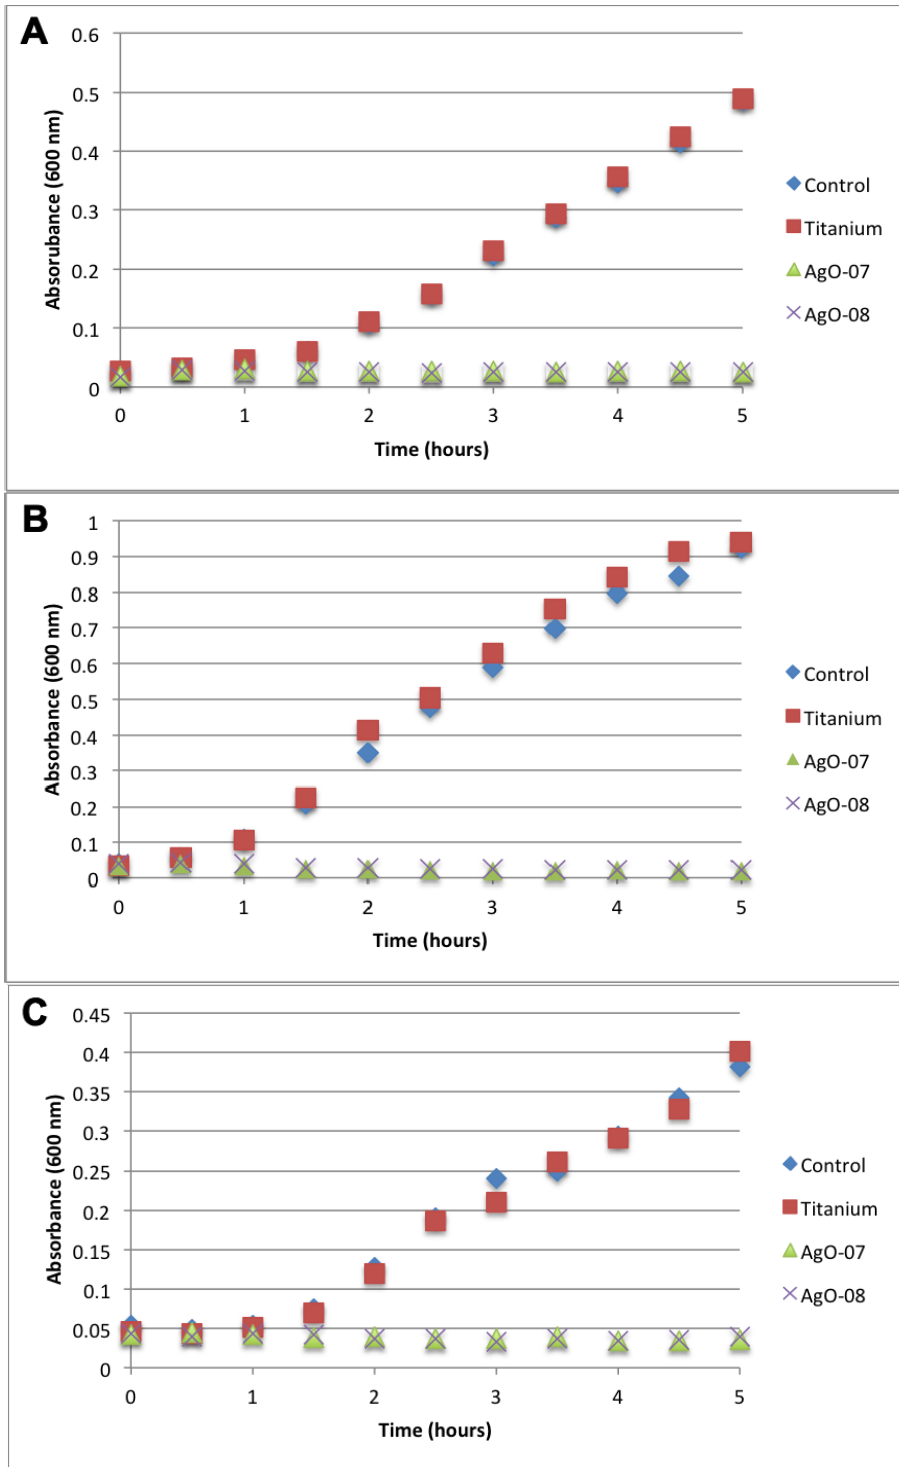 A
0.6
0.5
0.4
0.3
0.2
0.1
0
Absorubance (600 nm)
0 1 2 3 4 5
Time (hours)
Control
Titanium
AgO-07
AgO-08
B
1
0.9
0.8
0.7
0.6
0.5
0.4
0.3
0.2
0.1
0
Absorbance (600 nm)
0 1 2 3 4 5
Time (hours)
Control
Titanium
AgO-07
AgO-08
C
0.45
0.4
0.35
0.3
0.25
0.2
0.15
0.1
0.05
0
Absorbance (600 nm)
0 1 2 3 4 5
Time (hours)
Control
Titanium
AgO-07
AgO-08